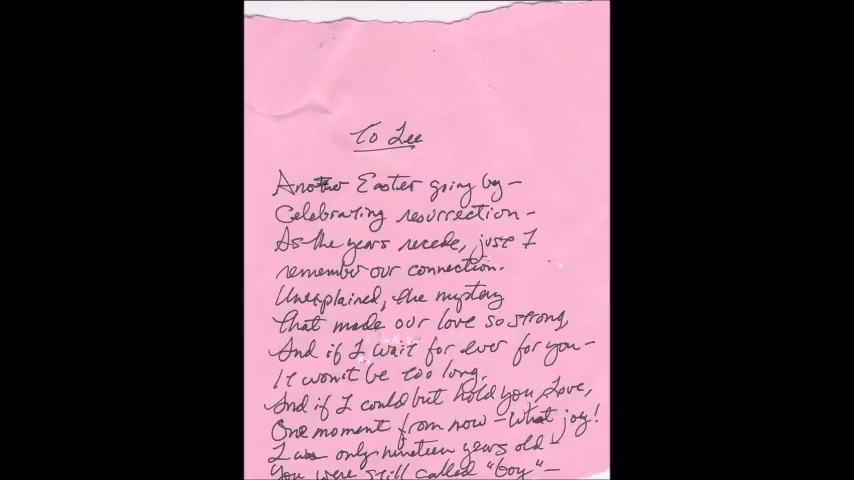 To Lee
Another Easter going by—
Celebrating resurrection—
As the years recede, just I
remember our connection.
Unexplained, the mystery
that made our love so strong,
And if I wait for ever for you—
It won't be too long,
And if I could but hold you, Love,
One moment from now—What joy!
I was only nineteen years old
You were still called "boy"—